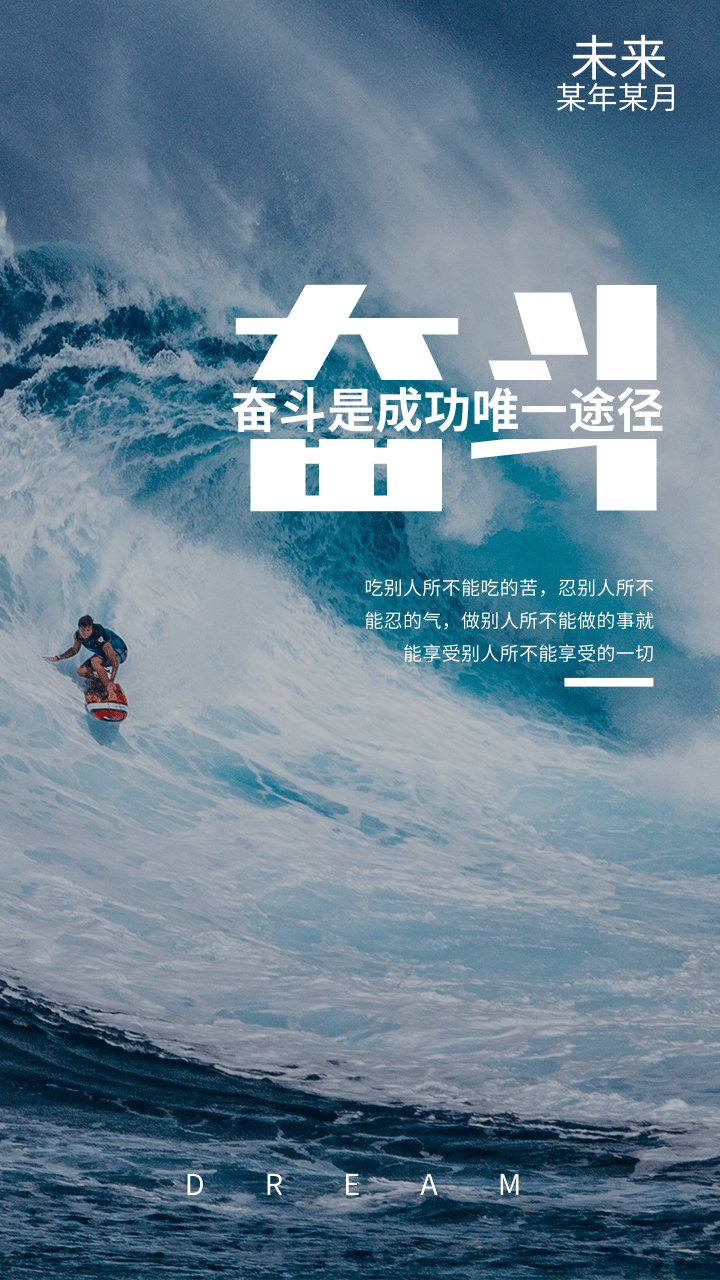 未来
某年某月
奋斗
奋斗是成功唯一途径
吃别人所不能吃的苦，忍别人所不
能忍的气，做别人所不能做的事就
能享受别人所不能享受的一切
DREAM